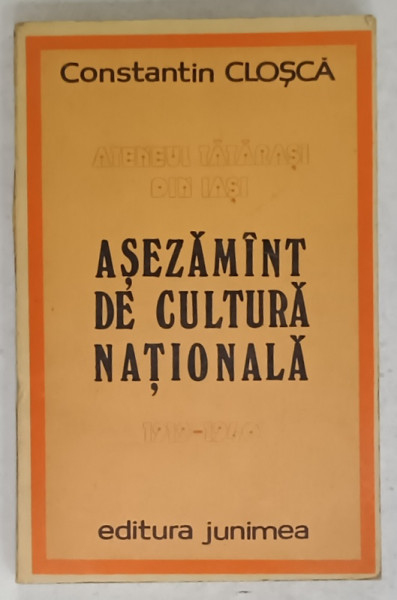 Constantin CLOȘCĂ
ATENEUL TĂTĂRAȘI
DIN IAȘI
AȘEZĂMÎNT
DE CULTURĂ
NAȚIONALĂ
editura junimea